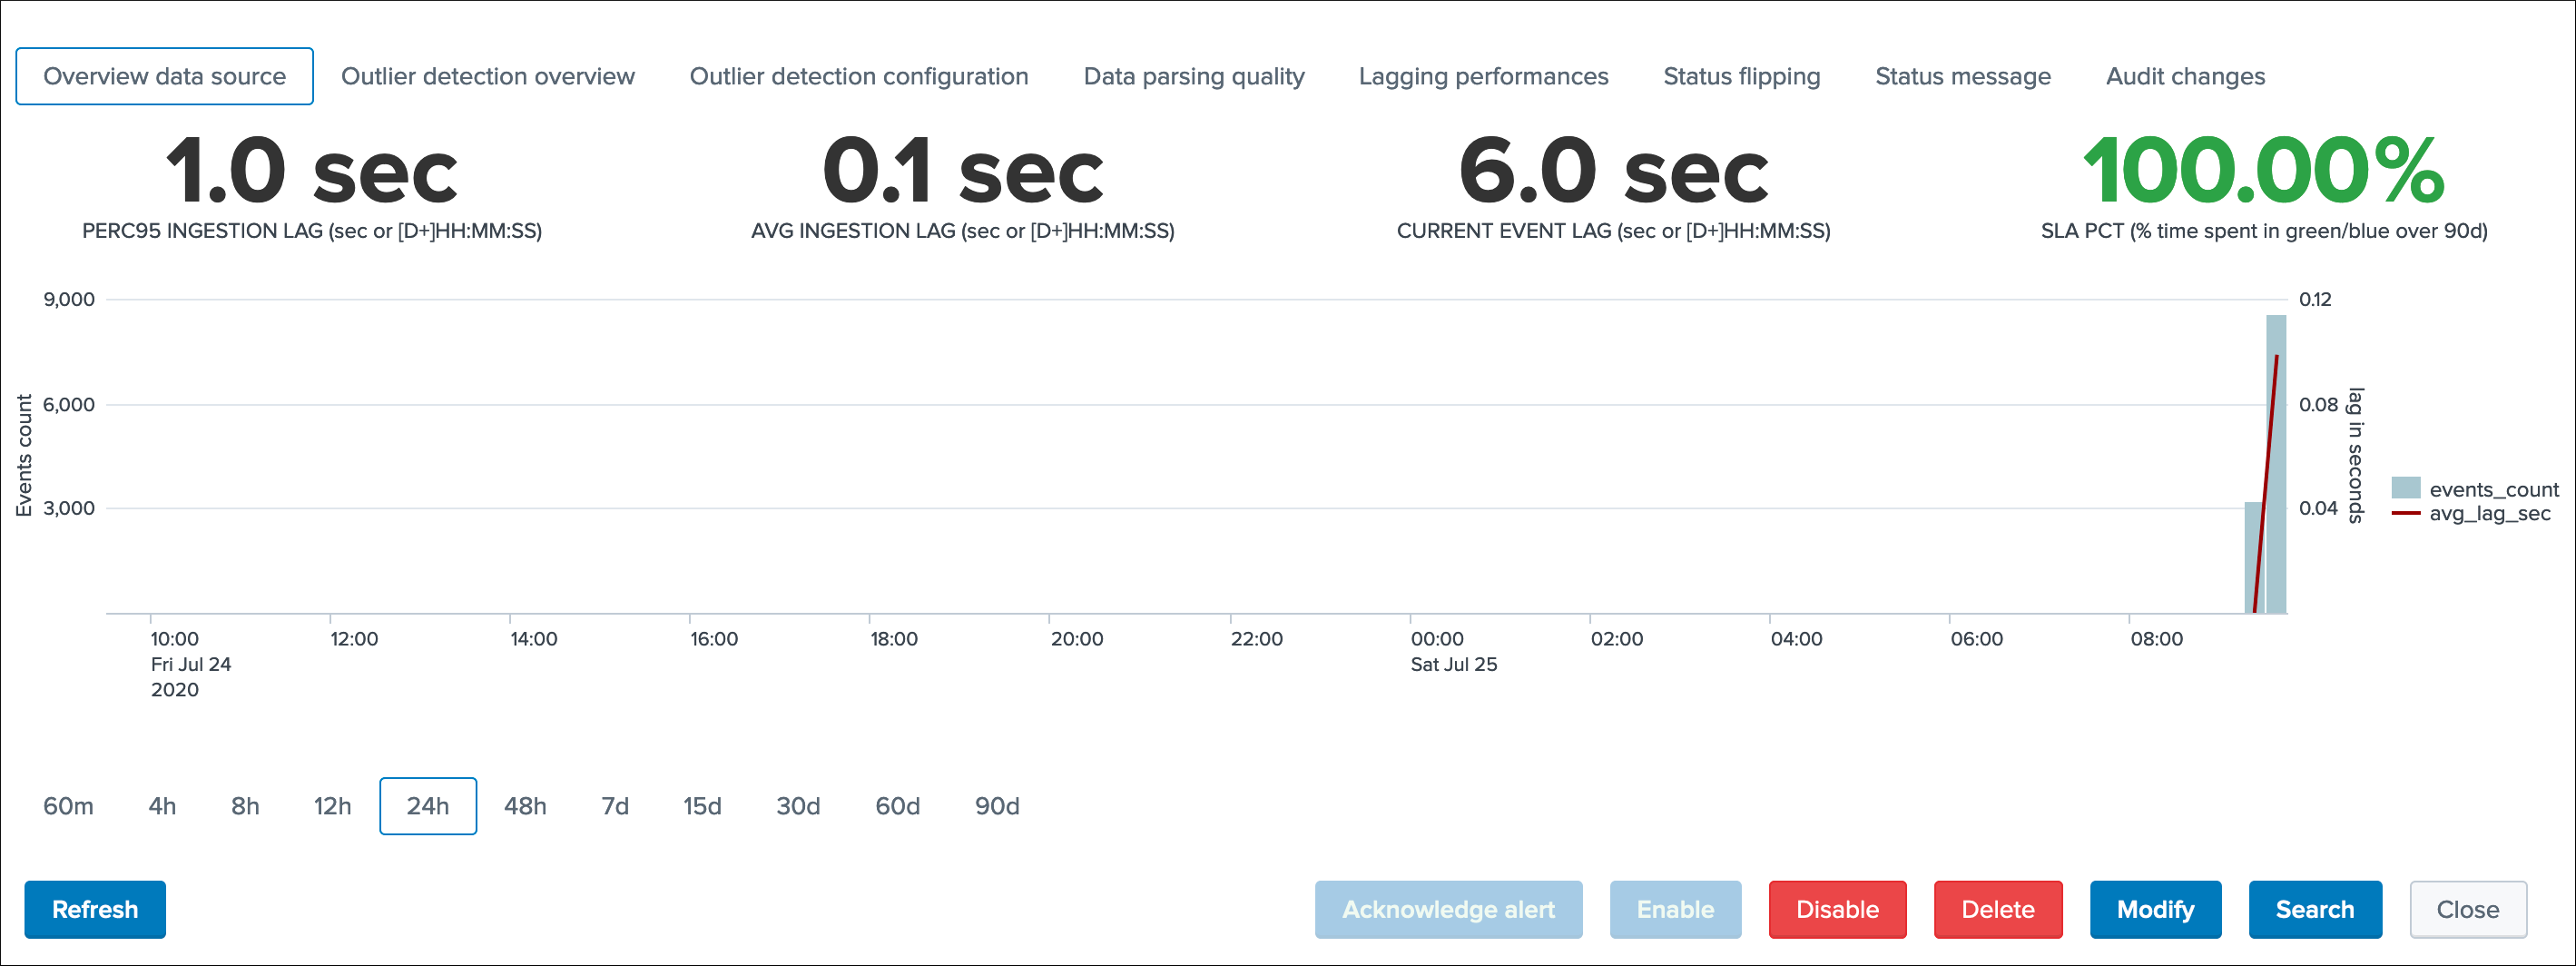 Overview data source Outlier detection overview Outlier detection configuration Data parsing quality Lagging performances Status flipping Status message Audit changes
1.0 sec 0.1 sec 6.0 sec 100.00%
PERC95 INGESTION LAG (sec or [D+]HH:MM:SS) AVG INGESTION LAG (sec or [D+]HH:MM:SS) CURRENT EVENT LAG (sec or [D+]HH:MM:SS) SLA PCT (% time spent in green/blue over 90d)
9,000 0.12
6,000 0.08
3,000 0.04
Events count
lag in seconds
events_count
avg_lag_sec
10:00 12:00 14:00 16:00 18:00 20:00 22:00 00:00 02:00 04:00 06:00 08:00
Fri Jul 24 Sat Jul 25
2020
60m 4h 8h 12h 24h 48h 7d 15d 30d 60d 90d
Refresh Acknowledge alert Enable Disable Delete Modify Search Close